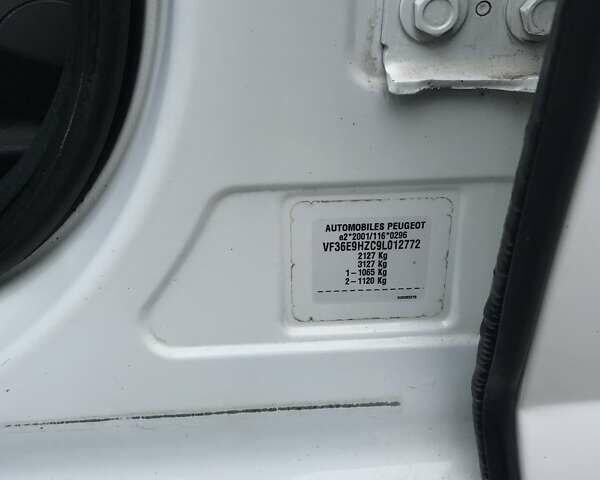 AUTOMOBILES PEUGEOT
e2*2001/116*0296
VF36E9HZC9L012772
2127 Kg
3127 Kg
1-1065 Kg
2-1120 Kg